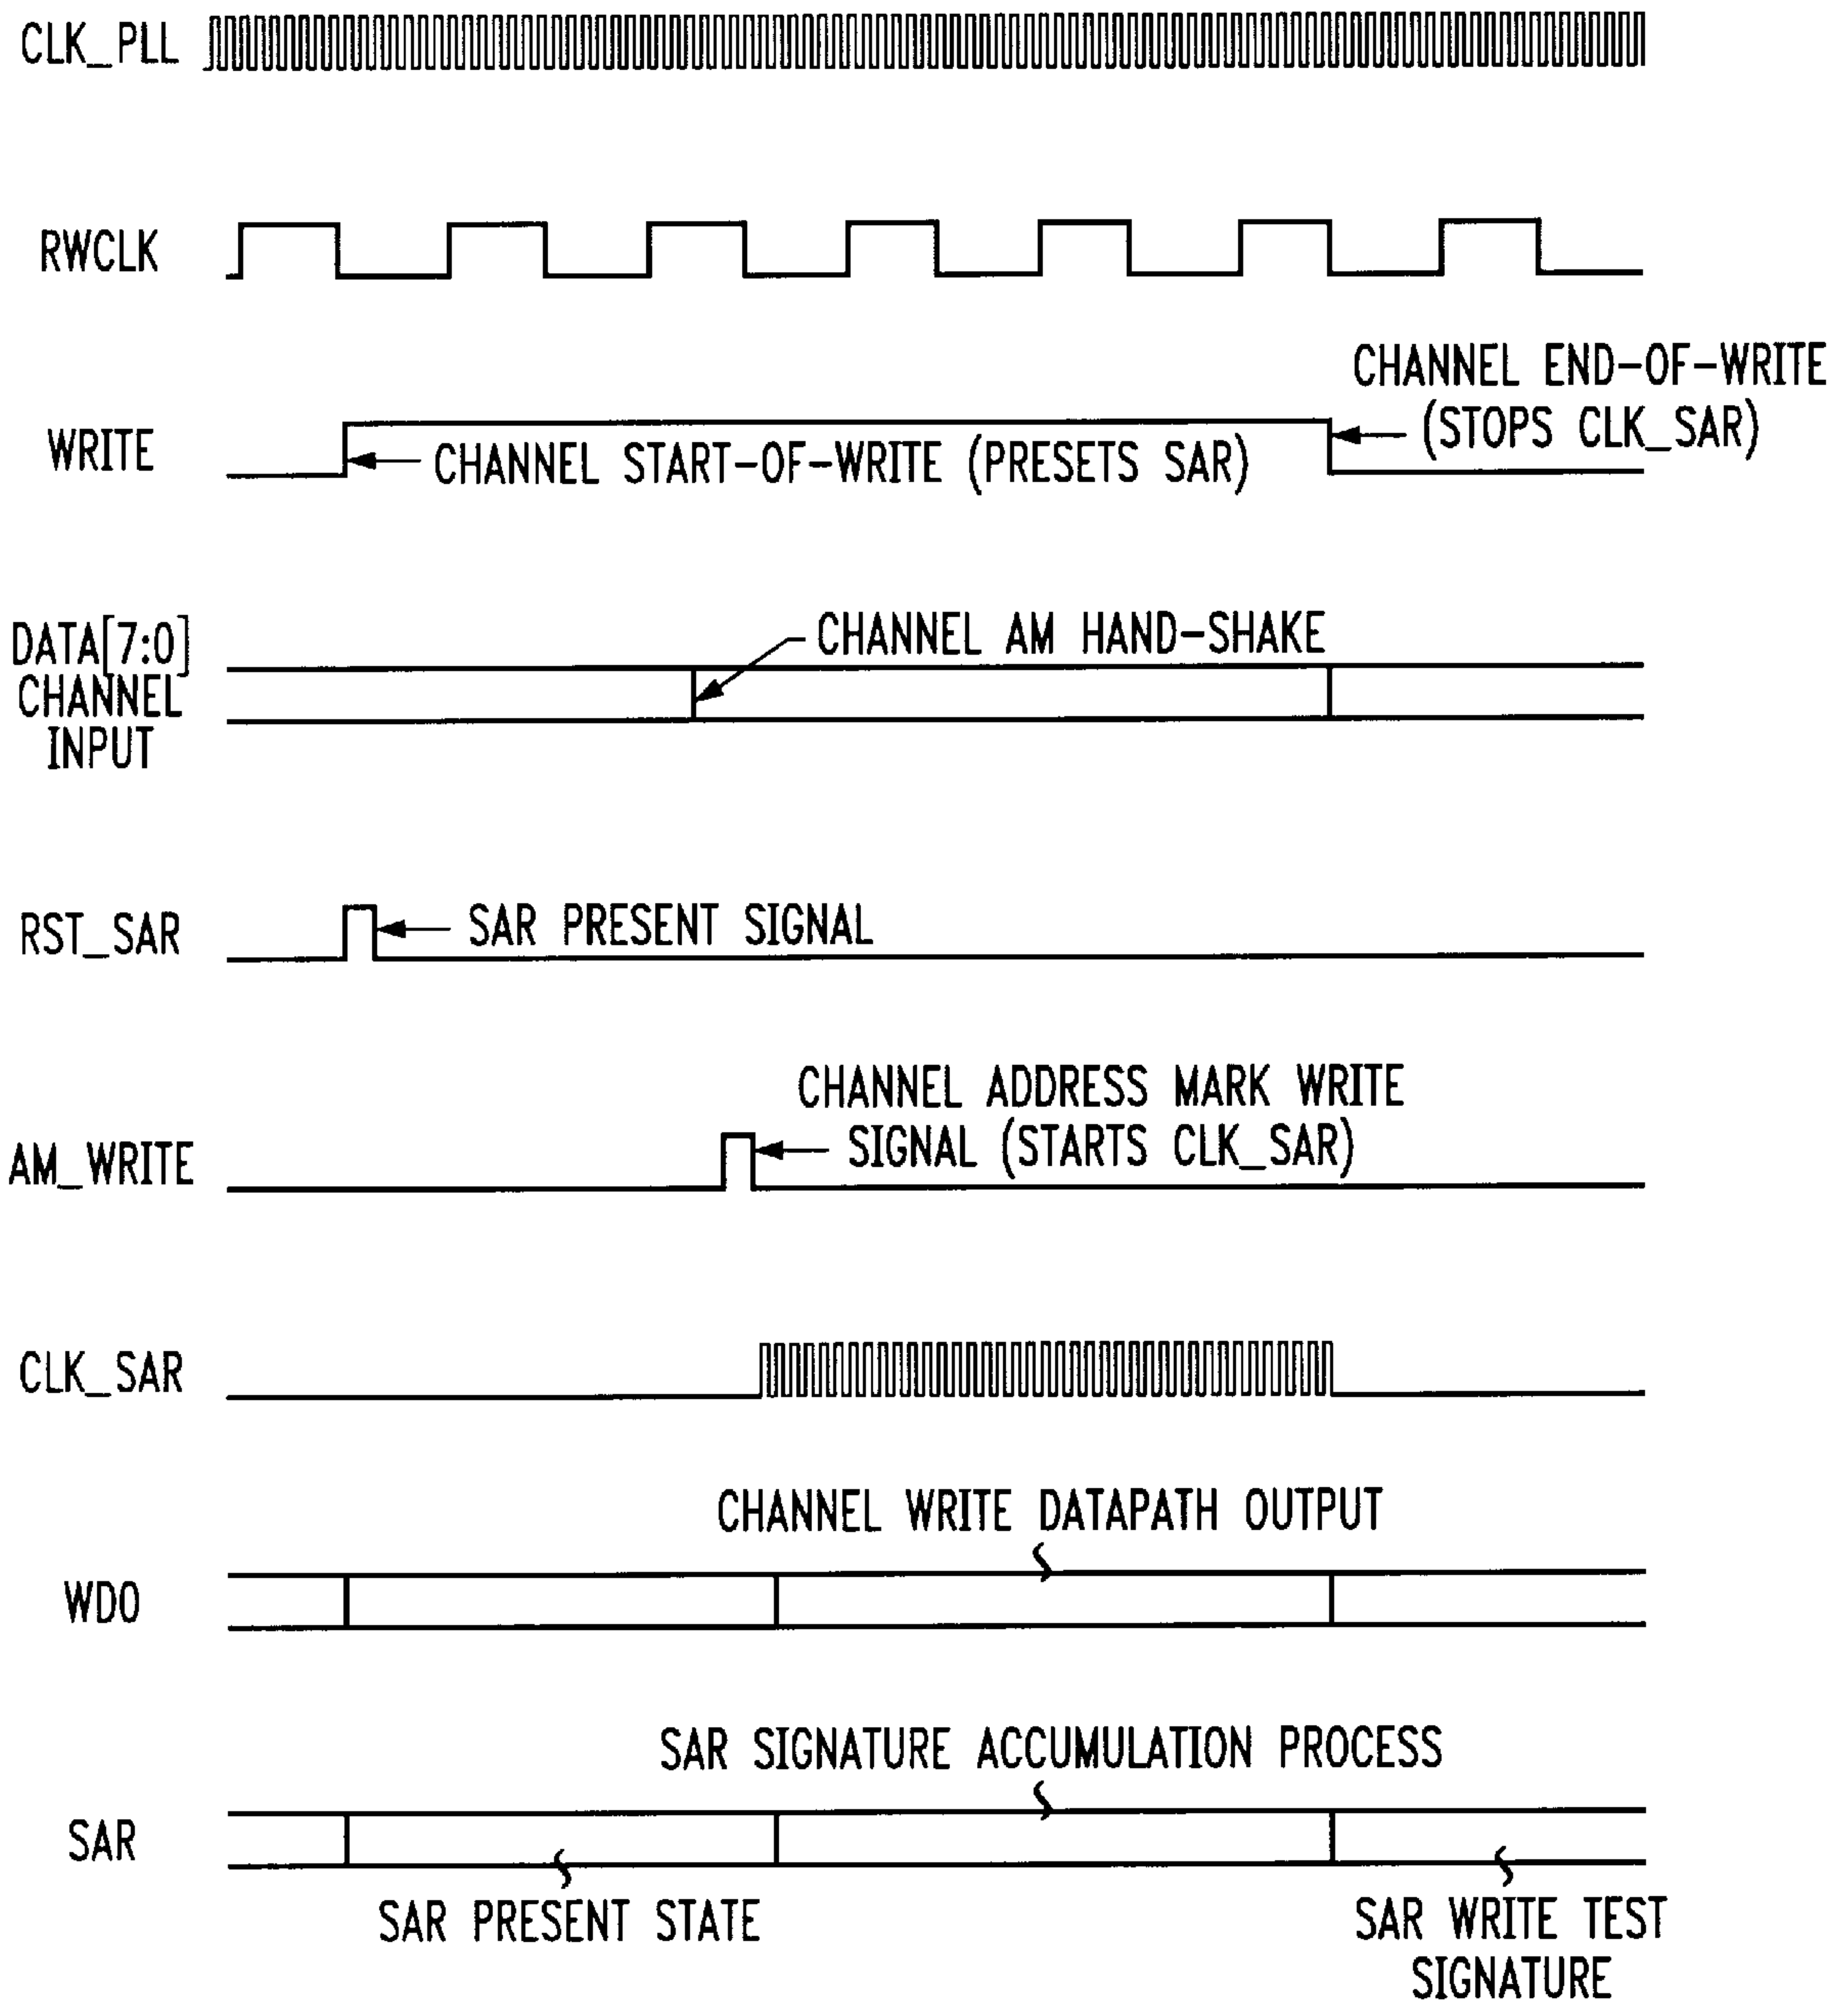 CLK_PLL
RWCLK
CHANNEL END-OF-WRITE
(STOPS CLK_SAR)
WRITE
CHANNEL START-OF-WRITE (PRESETS SAR)
DATA[7:0]
CHANNEL
INPUT
CHANNEL AM HAND-SHAKE
RST_SAR
SAR PRESENT SIGNAL
CHANNEL ADDRESS MARK WRITE
SIGNAL (STARTS CLK_SAR)
AM_WRITE
CLK_SAR
CHANNEL WRITE DATAPATH OUTPUT
WDO
SAR SIGNATURE ACCUMULATION PROCESS
SAR
SAR PRESENT STATE
SAR WRITE TEST
SIGNATURE